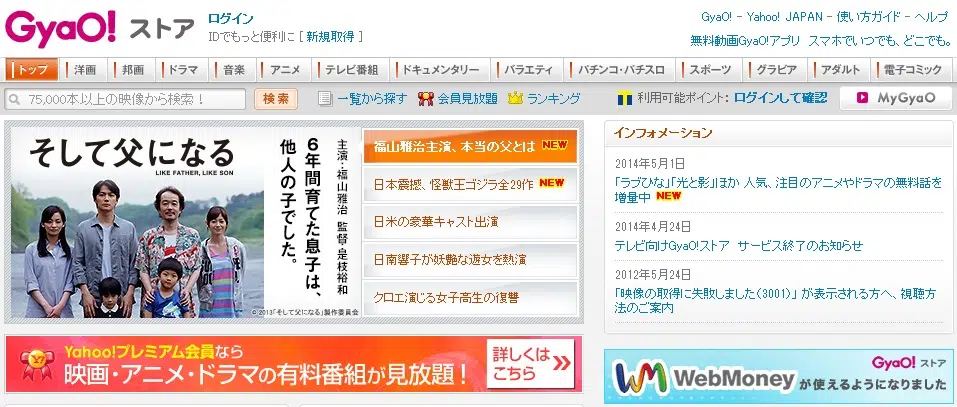 GyaO! ストア
ログイン
IDでもっと便利に [ 新規取得 ]
GyaO! - Yahoo! JAPAN - 使い方ガイド - ヘルプ
無料動画GyaO!アプリ スマホでいつでも、どこでも。
トップ
洋画
邦画
ドラマ
音楽
アニメ
テレビ番組
ドキュメンタリー
バラエティ
パチンコ・パチスロ
スポーツ
グラビア
アダルト
電子コミック
75,000本以上の映像から検索！
検索
一覧から探す
会員見放題
ランキング
利用可能ポイント: ログインして確認
MyGyaO
そして父になる
LIKE FATHER, LIKE SON
6年間育てた息子は、
他人の子でした。
主演・福山雅治 監督・是枝裕和
© 2013「そして父になる」製作委員会
福山雅治主演、本当の父とは NEW
日本震撼、怪獣王ゴジラ全29作 NEW
日米の豪華キャスト出演
日南響子が妖艶な遊女を熱演
クロエ演じる女子高生の復讐
インフォメーション
2014年5月1日
「ラブひな」「光と影」ほか 人気、注目のアニメやドラマの無料話を
増量中 NEW
2014年4月24日
テレビ向けGyaO!ストア サービス終了のお知らせ
2012年5月24日
「映像の取得に失敗しました(3001)」が表示される方へ、視聴方
法のご案内
Y!
Yahoo!プレミアム会員なら
映画・アニメ・ドラマの有料番組が見放題！
詳しくは
こちら
GyaO! ストア
WebMoney が使えるようになりました